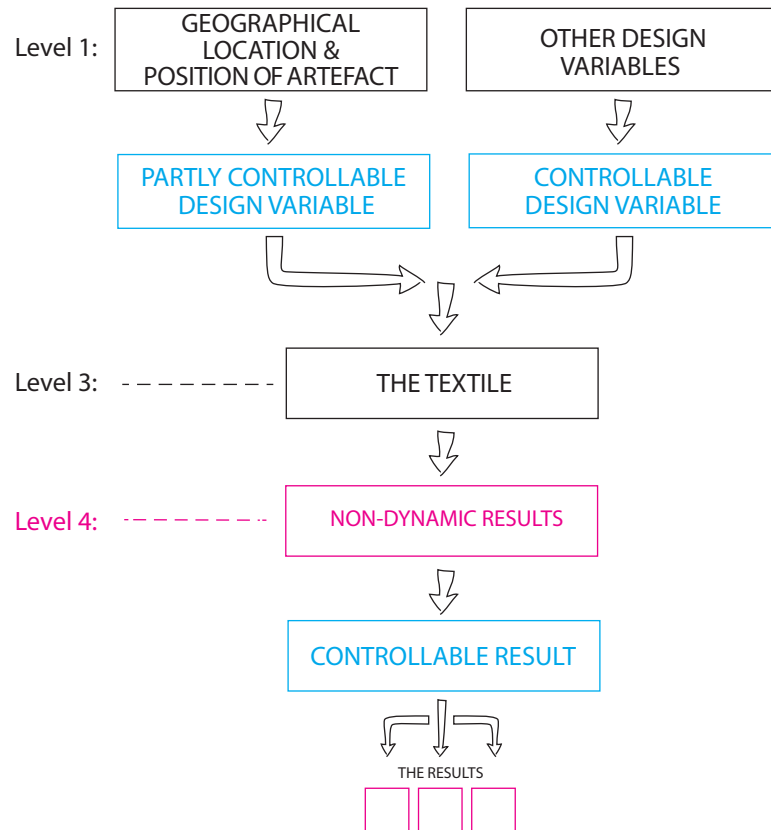 Level 1:
GEOGRAPHICAL
LOCATION &
POSITION OF ARTEFACT
OTHER DESIGN
VARIABLES
PARTLY CONTROLLABLE
DESIGN VARIABLE
CONTROLLABLE
DESIGN VARIABLE
Level 3:
THE TEXTILE
Level 4:
NON-DYNAMIC RESULTS
CONTROLLABLE RESULT
THE RESULTS